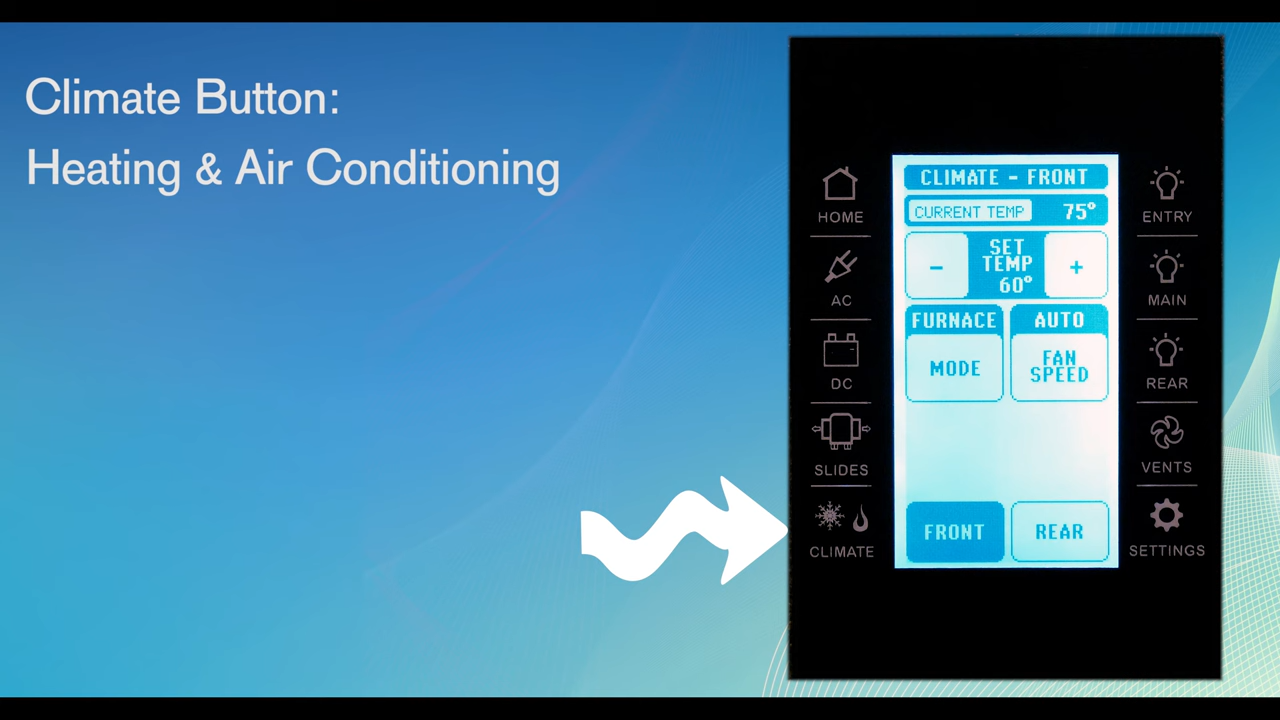 Climate Button:
Heating & Air Conditioning
HOME
AC
DC
SLIDES
CLIMATE
CLIMATE - FRONT
CURRENT TEMP 75°
- SET TEMP 60° +
FURNACE
MODE
AUTO
FAN
SPEED
FRONT
REAR
ENTRY
MAIN
REAR
VENTS
SETTINGS